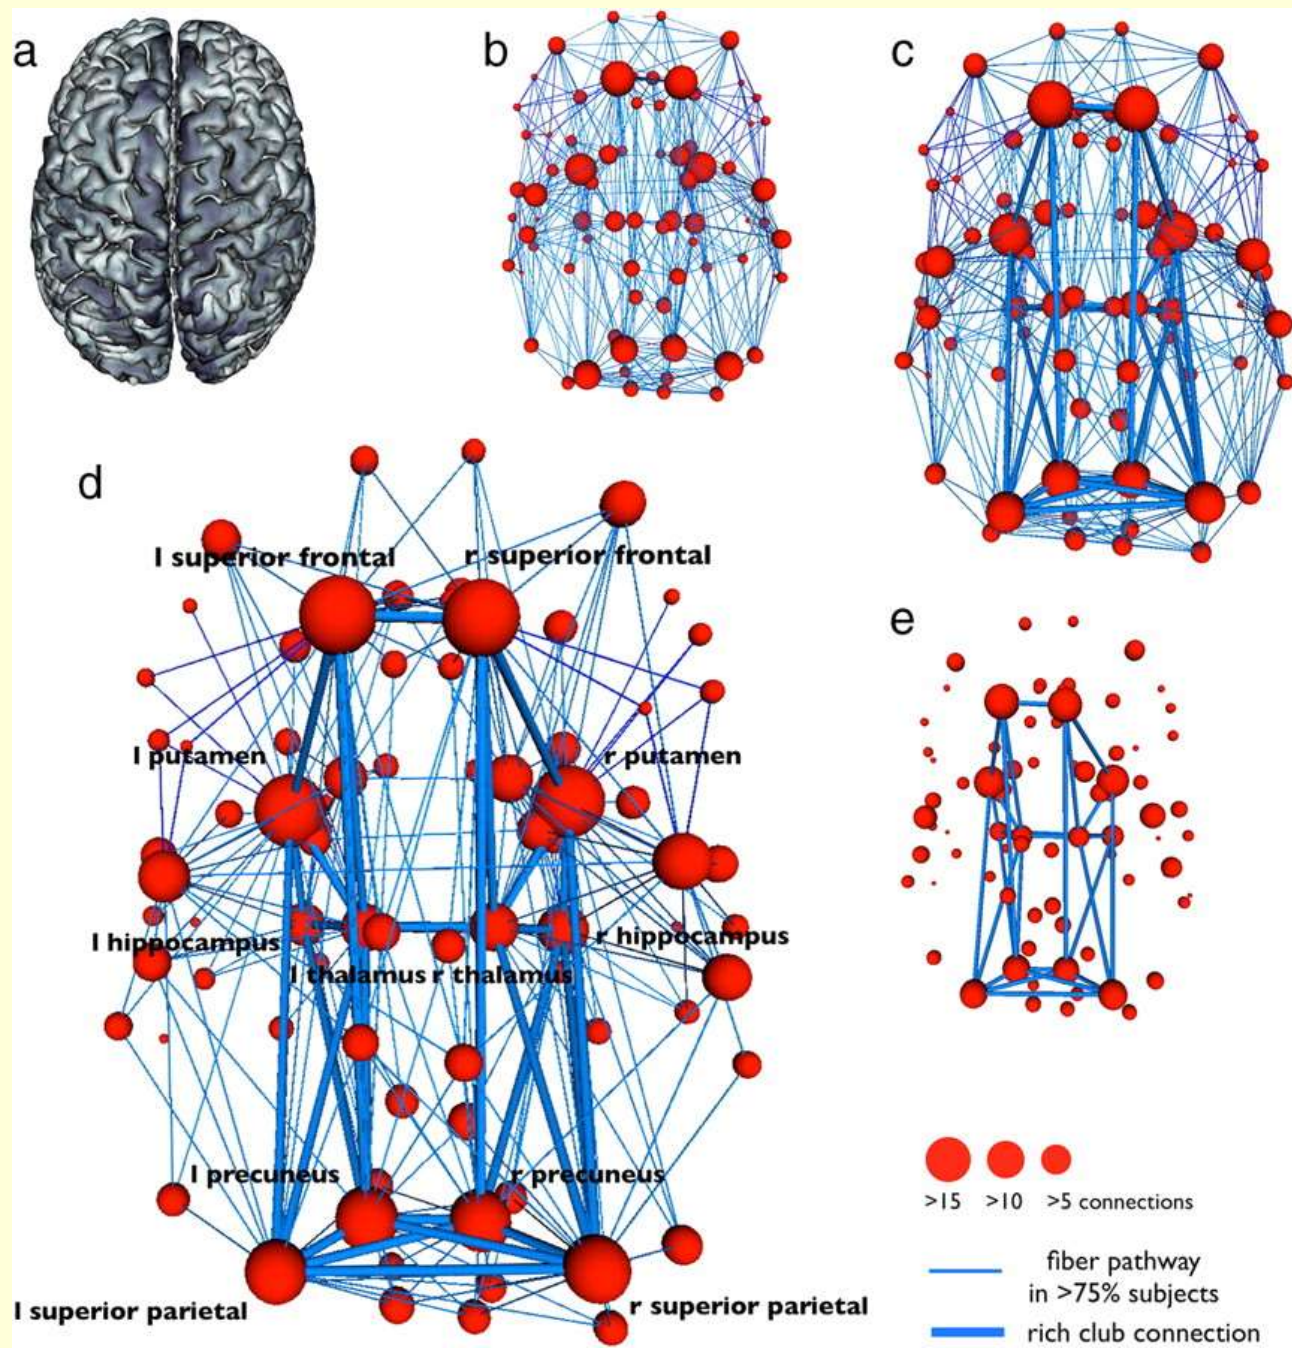 a
b
c
d
l superior frontal
r superior frontal
e
l putamen
r putamen
l hippocampus
r hippocampus
l thalamus r thalamus
l precuneus
r precuneus
>15 >10 >5 connections
fiber pathway
in >75% subjects
l superior parietal
r superior parietal
rich club connection